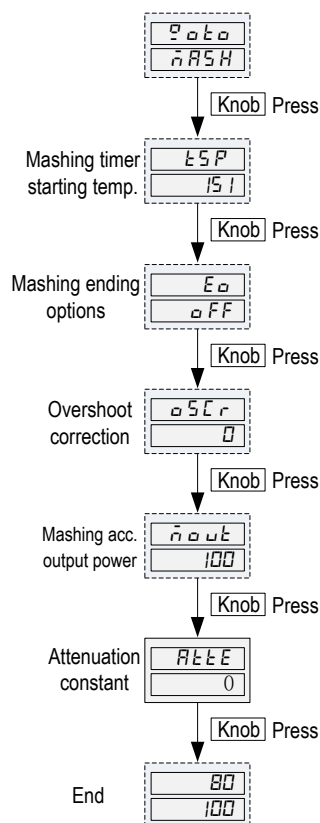 Goto
MASH
Knob Press
Mashing timer
starting temp.
tSP
151
Knob Press
Mashing ending
options
Eo
oFF
Knob Press
Overshoot
correction
oSCr
0
Knob Press
Mashing acc.
output power
mout
100
Knob Press
Attenuation
constant
AttE
0
Knob Press
End
80
100